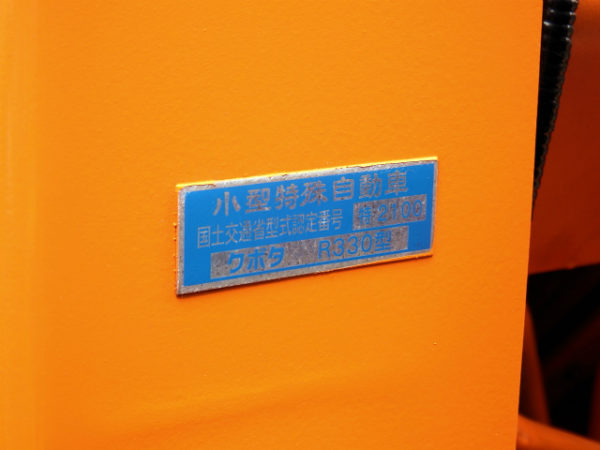 小型特殊自動車
国土交通省型式認定番号
クボタ R330型